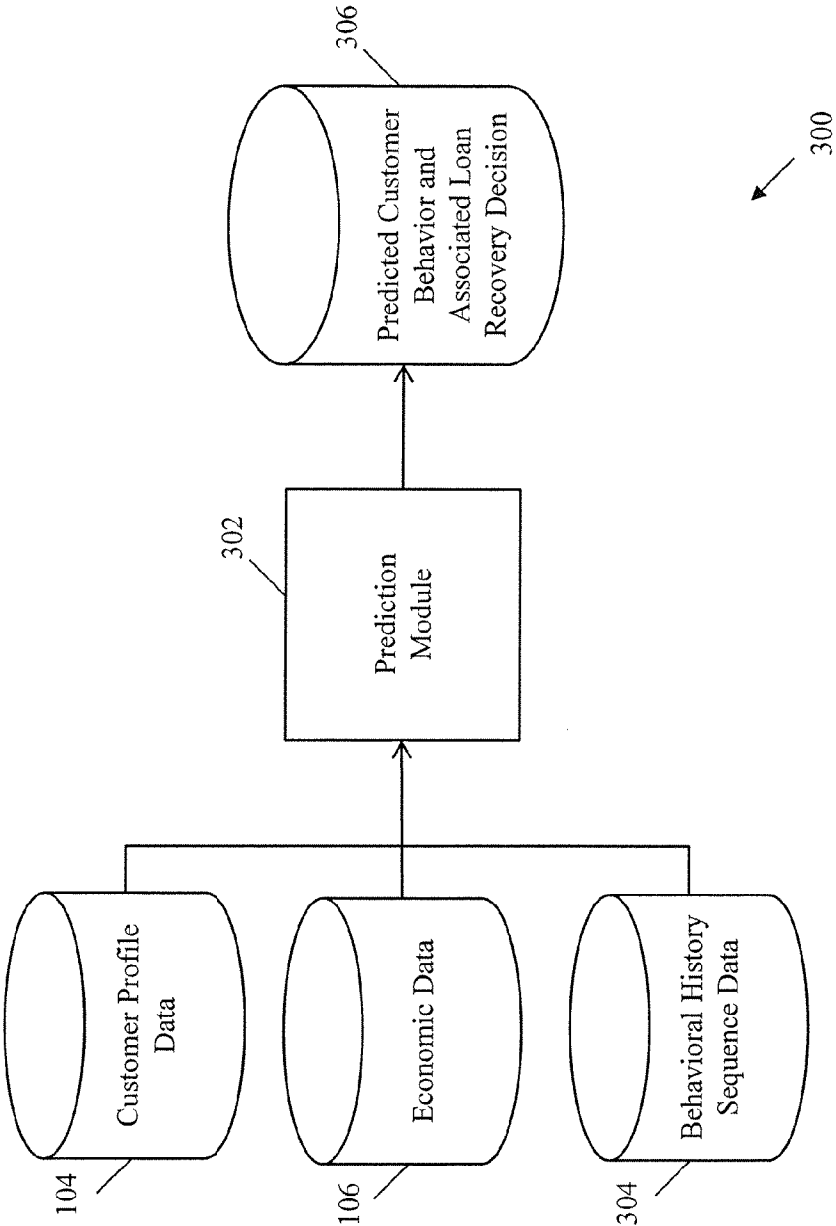 104
Customer Profile
Data
106
Economic Data
304
Behavioral History
Sequence Data
302
Prediction
Module
306
Predicted Customer
Behavior and
Associated Loan
Recovery Decision
300